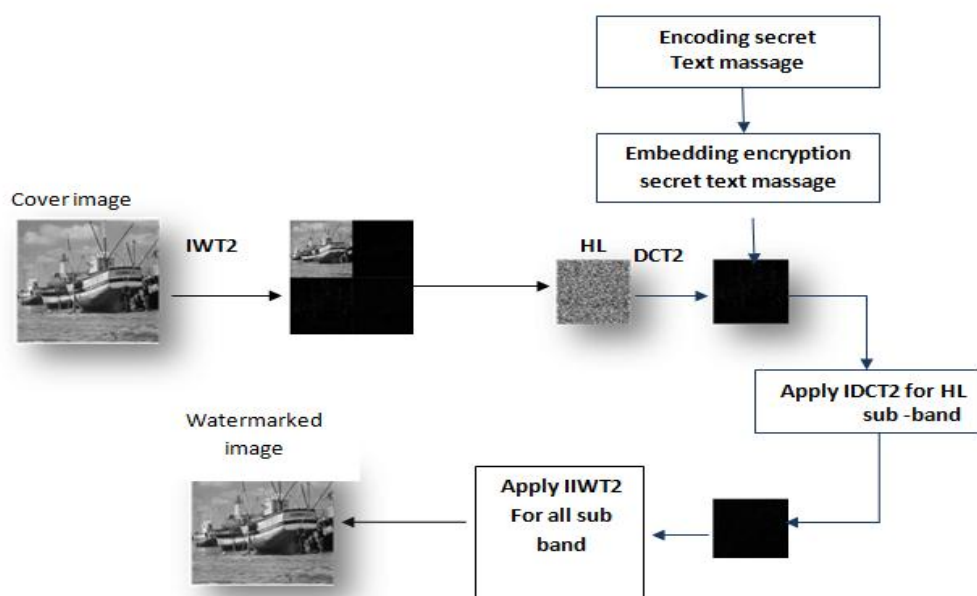 Encoding secret
Text massage
Embedding encryption
secret text massage
Cover image
IWT2
HL
DCT2
Apply IDCT2 for HL
sub -band
Watermarked
image
Apply IIWT2
For all sub
band